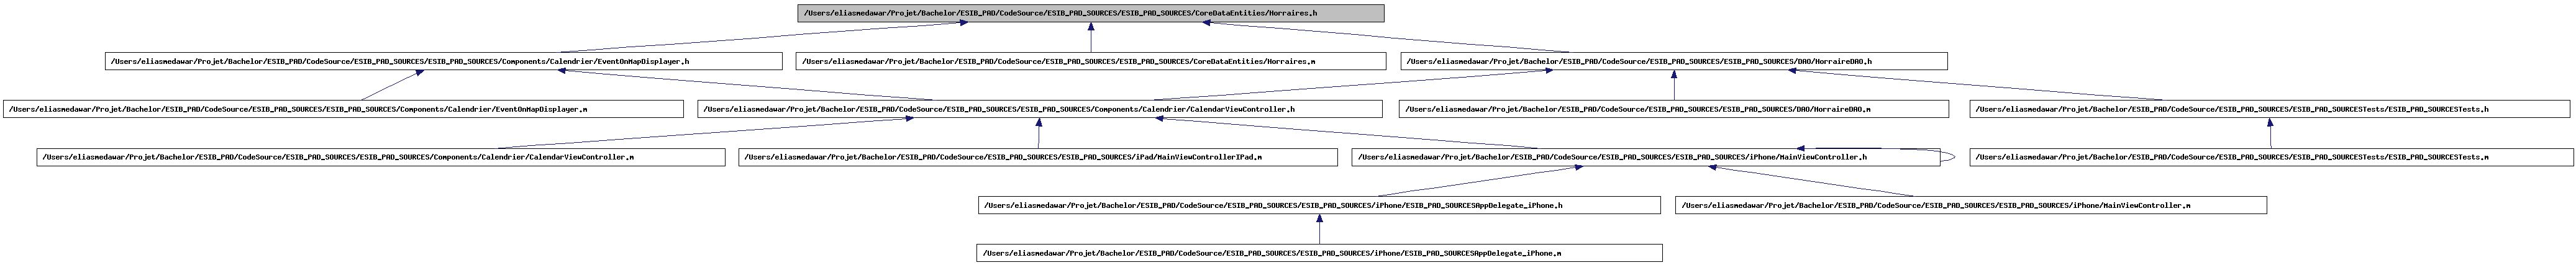 /Users/eliasmedawar/Projet/Bachelor/ESIB_PAD/CodeSource/ESIB_PAD_SOURCES/ESIB_PAD_SOURCES/CoreDataEntities/Horraires.h
/Users/eliasmedawar/Projet/Bachelor/ESIB_PAD/CodeSource/ESIB_PAD_SOURCES/ESIB_PAD_SOURCES/Components/Calendrier/EventOnMapDisplayer.h
/Users/eliasmedawar/Projet/Bachelor/ESIB_PAD/CodeSource/ESIB_PAD_SOURCES/ESIB_PAD_SOURCES/CoreDataEntities/Horraires.m
/Users/eliasmedawar/Projet/Bachelor/ESIB_PAD/CodeSource/ESIB_PAD_SOURCES/ESIB_PAD_SOURCES/DAO/HorraireDAO.h
/Users/eliasmedawar/Projet/Bachelor/ESIB_PAD/CodeSource/ESIB_PAD_SOURCES/ESIB_PAD_SOURCES/Components/Calendrier/EventOnMapDisplayer.m
/Users/eliasmedawar/Projet/Bachelor/ESIB_PAD/CodeSource/ESIB_PAD_SOURCES/ESIB_PAD_SOURCES/Components/Calendrier/CalendarViewController.h
/Users/eliasmedawar/Projet/Bachelor/ESIB_PAD/CodeSource/ESIB_PAD_SOURCES/ESIB_PAD_SOURCES/DAO/HorraireDAO.m
/Users/eliasmedawar/Projet/Bachelor/ESIB_PAD/CodeSource/ESIB_PAD_SOURCES/ESIB_PAD_SOURCESTests/ESIB_PAD_SOURCESTests.h
/Users/eliasmedawar/Projet/Bachelor/ESIB_PAD/CodeSource/ESIB_PAD_SOURCES/ESIB_PAD_SOURCES/Components/Calendrier/CalendarViewController.m
/Users/eliasmedawar/Projet/Bachelor/ESIB_PAD/CodeSource/ESIB_PAD_SOURCES/ESIB_PAD_SOURCES/iPad/MainViewControllerIPad.m
/Users/eliasmedawar/Projet/Bachelor/ESIB_PAD/CodeSource/ESIB_PAD_SOURCES/ESIB_PAD_SOURCES/iPhone/MainViewController.h
/Users/eliasmedawar/Projet/Bachelor/ESIB_PAD/CodeSource/ESIB_PAD_SOURCES/ESIB_PAD_SOURCESTests/ESIB_PAD_SOURCESTests.m
/Users/eliasmedawar/Projet/Bachelor/ESIB_PAD/CodeSource/ESIB_PAD_SOURCES/ESIB_PAD_SOURCES/iPhone/ESIB_PAD_SOURCESAppDelegate_iPhone.h
/Users/eliasmedawar/Projet/Bachelor/ESIB_PAD/CodeSource/ESIB_PAD_SOURCES/ESIB_PAD_SOURCES/iPhone/MainViewController.m
/Users/eliasmedawar/Projet/Bachelor/ESIB_PAD/CodeSource/ESIB_PAD_SOURCES/ESIB_PAD_SOURCES/iPhone/ESIB_PAD_SOURCESAppDelegate_iPhone.m